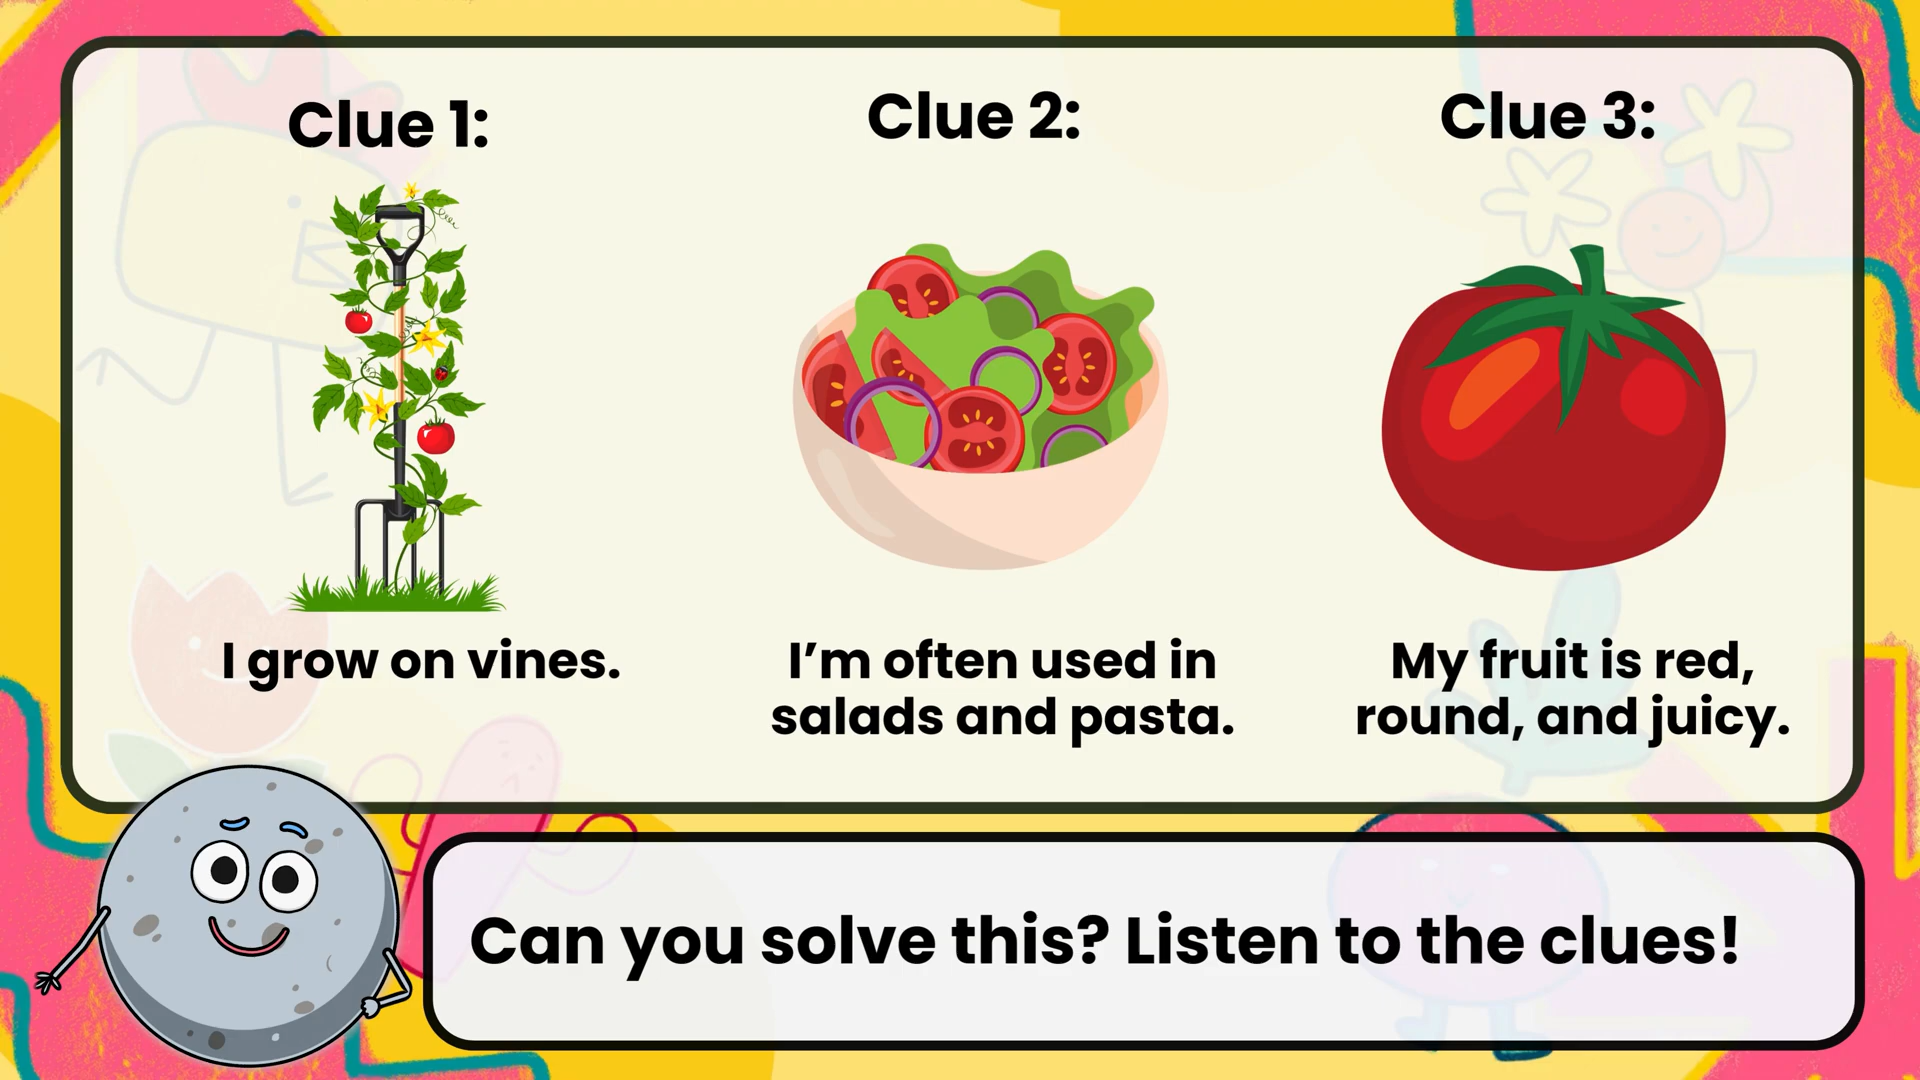 Clue 1:
Clue 2:
Clue 3:
I grow on vines.
I’m often used in
salads and pasta.
My fruit is red,
round, and juicy.
Can you solve this? Listen to the clues!